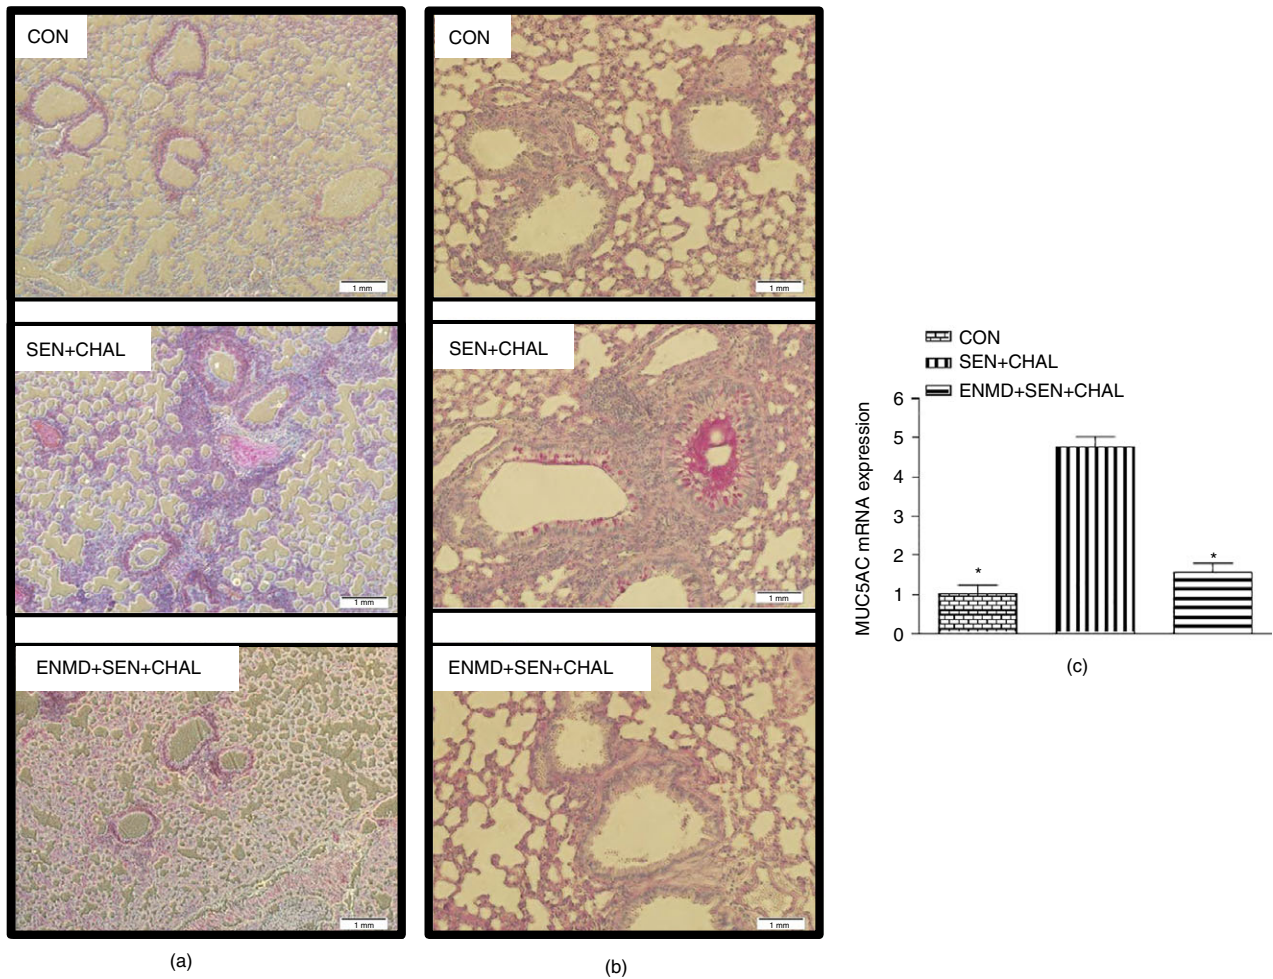 CON
1 mm
SEN+CHAL
1 mm
ENMD+SEN+CHAL
1 mm
(a)
CON
1 mm
SEN+CHAL
1 mm
ENMD+SEN+CHAL
1 mm
(b)
CON
SEN+CHAL
ENMD+SEN+CHAL
MUC5AC mRNA expression
6
5
4
3
2
1
0
*
*
(c)